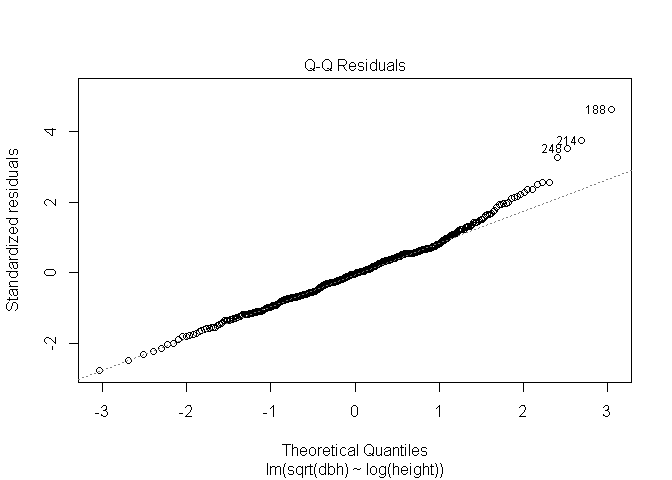 Q-Q Residuals
Standardized residuals
4
2
0
-2
188
214
248
-3 -2 -1 0 1 2 3
Theoretical Quantiles
lm(sqrt(dbh) ~ log(height))